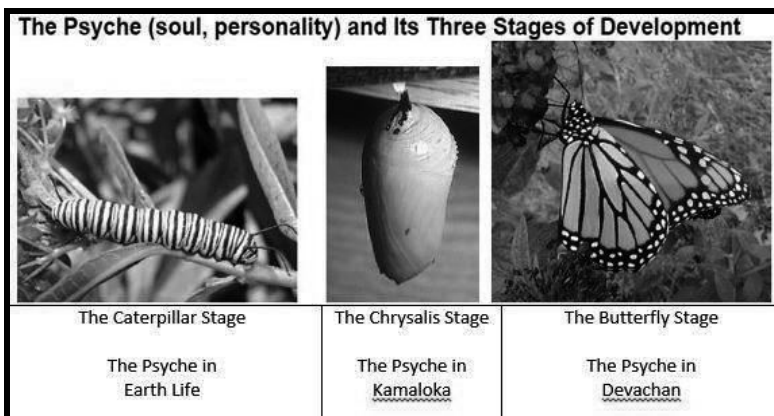 The Psyche (soul, personality) and Its Three Stages of Development
The Caterpillar Stage
The Psyche in
Earth Life
The Chrysalis Stage
The Psyche in
Kamaloka
The Butterfly Stage
The Psyche in
Devachan